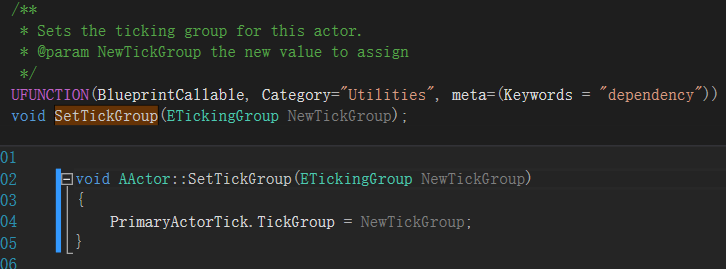 /**
* Sets the ticking group for this actor.
* @param NewTickGroup the new value to assign
*/
UFUNCTION(BlueprintCallable, Category="Utilities", meta=(Keywords = "dependency"))
void SetTickGroup(ETickingGroup NewTickGroup);
01
02 void AActor::SetTickGroup(ETickingGroup NewTickGroup)
03 {
04 PrimaryActorTick.TickGroup = NewTickGroup;
05 }
06